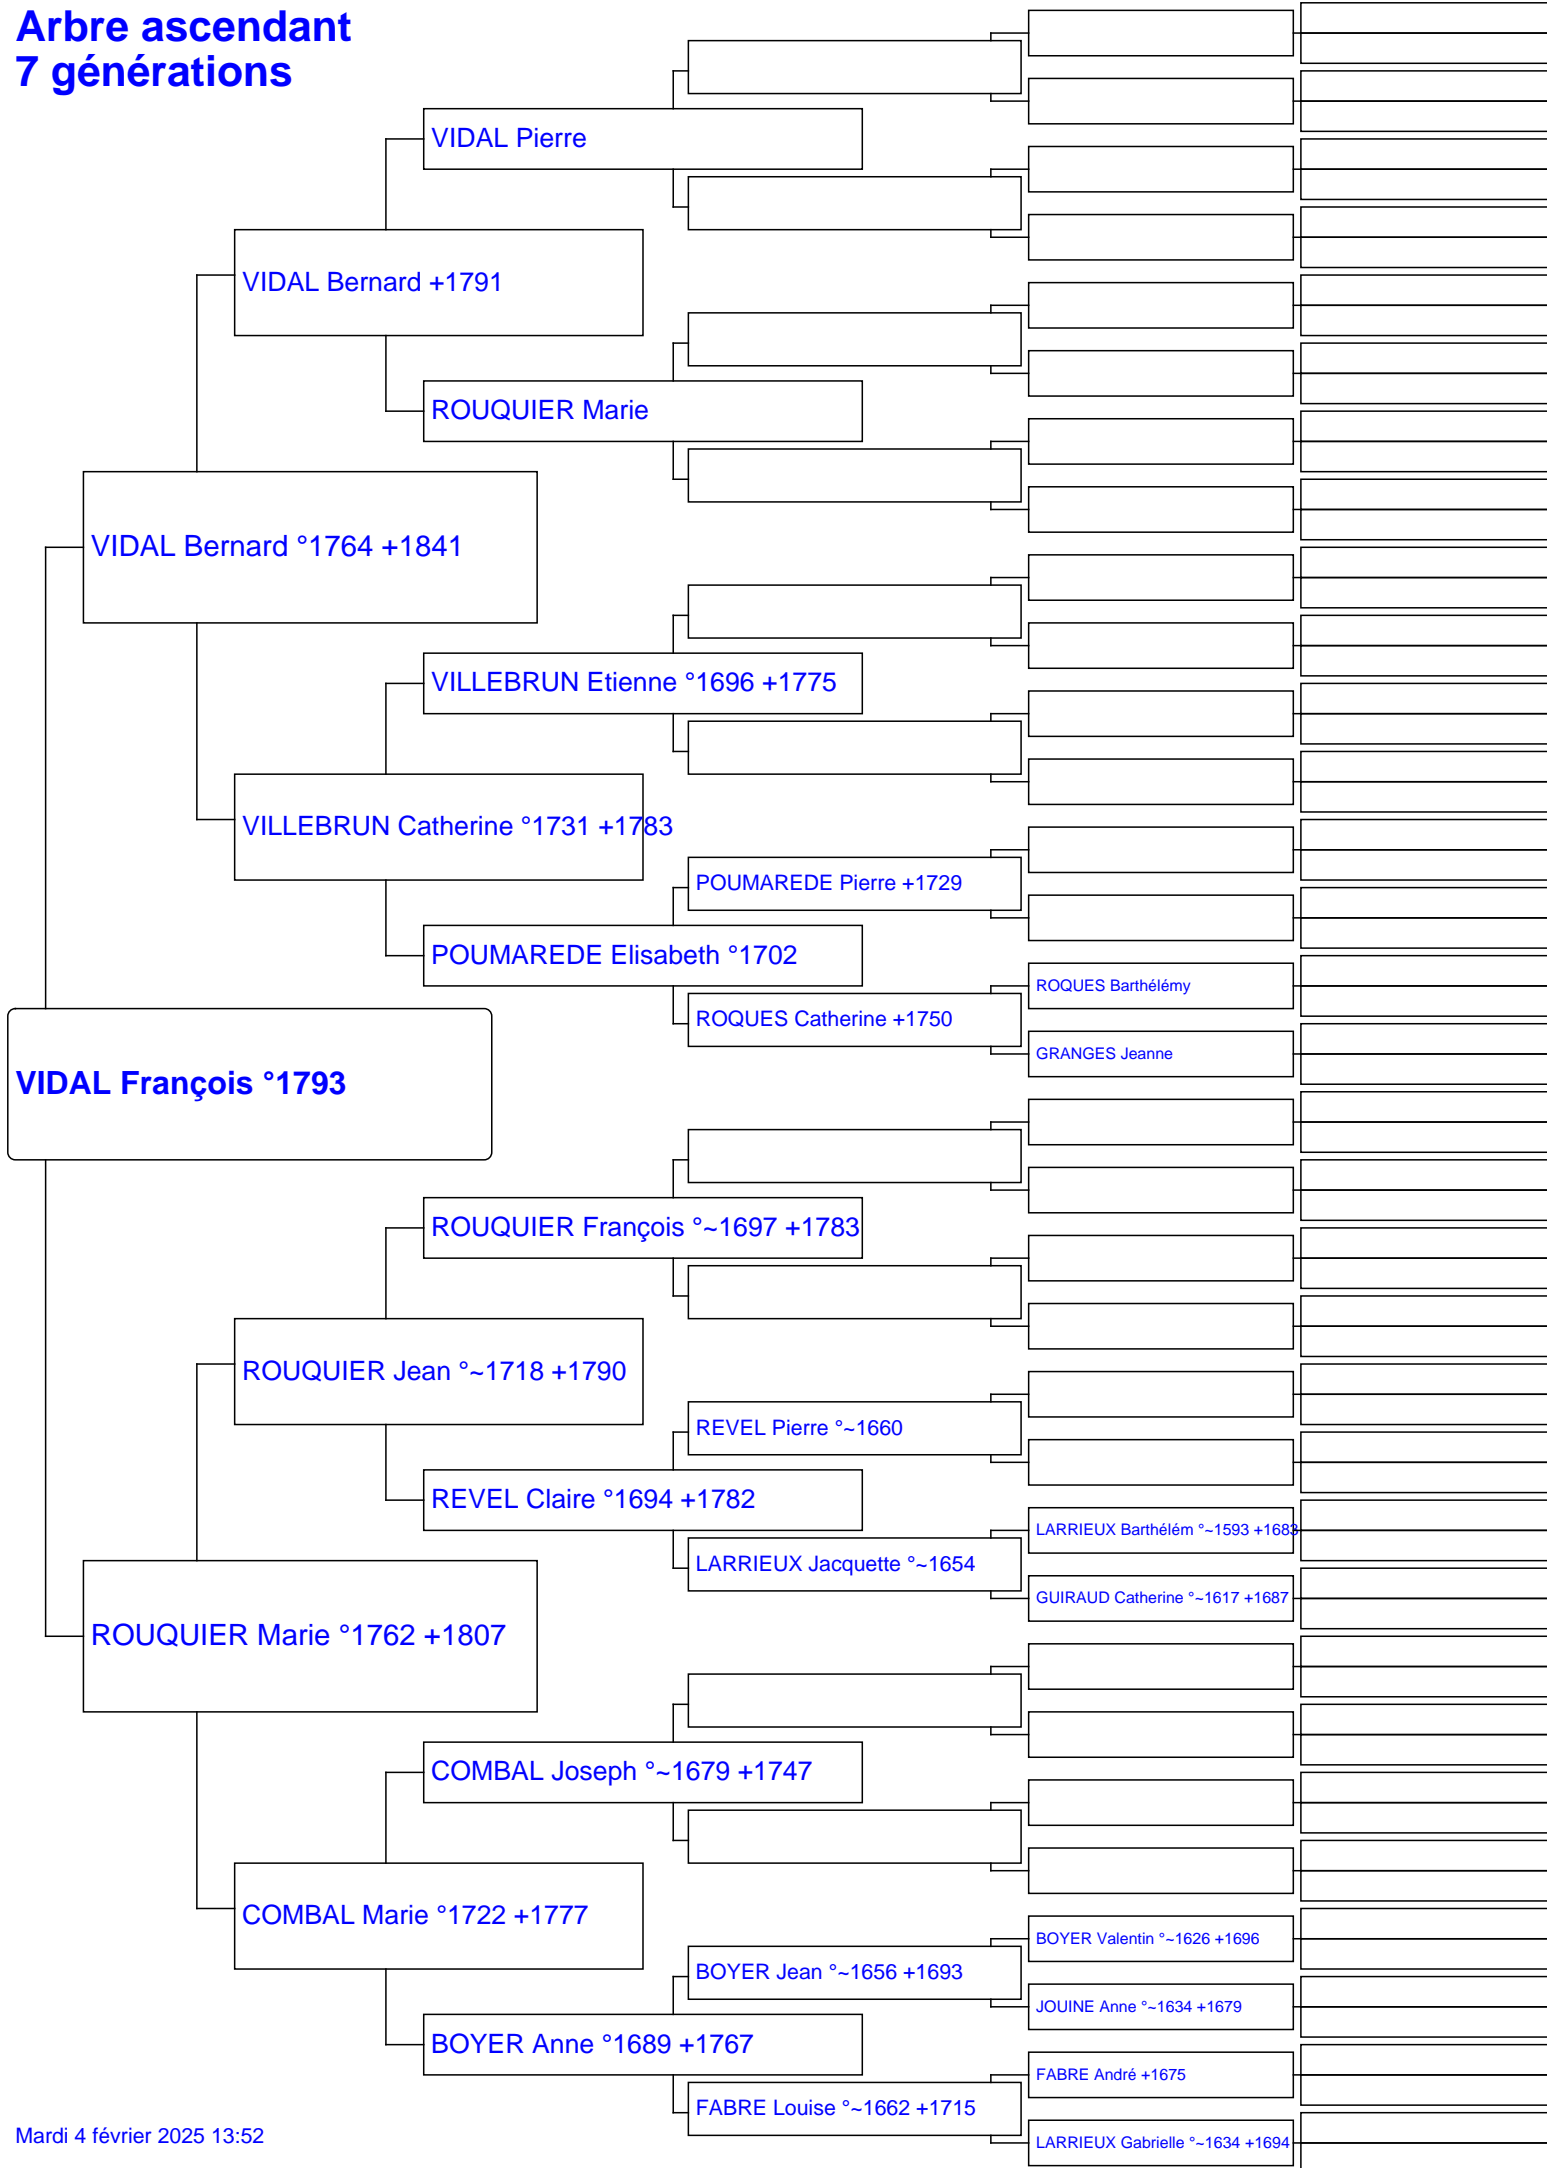 Arbre ascendant
7 générations
VIDAL Pierre
VIDAL Bernard +1791
ROUQUIER Marie
VIDAL Bernard °1764 +1841
VILLEBRUN Etienne °1696 +1775
VILLEBRUN Catherine °1731 +1783
POUMAREDE Pierre +1729
POUMAREDE Elisabeth °1702
ROQUES Barthélémy
ROQUES Catherine +1750
GRANGES Jeanne
VIDAL François °1793
ROUQUIER François °~1697 +1783
ROUQUIER Jean °~1718 +1790
REVEL Pierre °~1660
REVEL Claire °1694 +1782
LARRIEUX Barthélém °~1593 +1683
LARRIEUX Jacquette °~1654
GUIRAUD Catherine °~1617 +1687
ROUQUIER Marie °1762 +1807
COMBAL Joseph °~1679 +1747
COMBAL Marie °1722 +1777
BOYER Valentin °~1626 +1696
BOYER Jean °~1656 +1693
JOUINE Anne °~1634 +1679
BOYER Anne °1689 +1767
FABRE André +1675
FABRE Louise °~1662 +1715
LARRIEUX Gabrielle °~1634 +1694
Mardi 4 février 2025 13:52